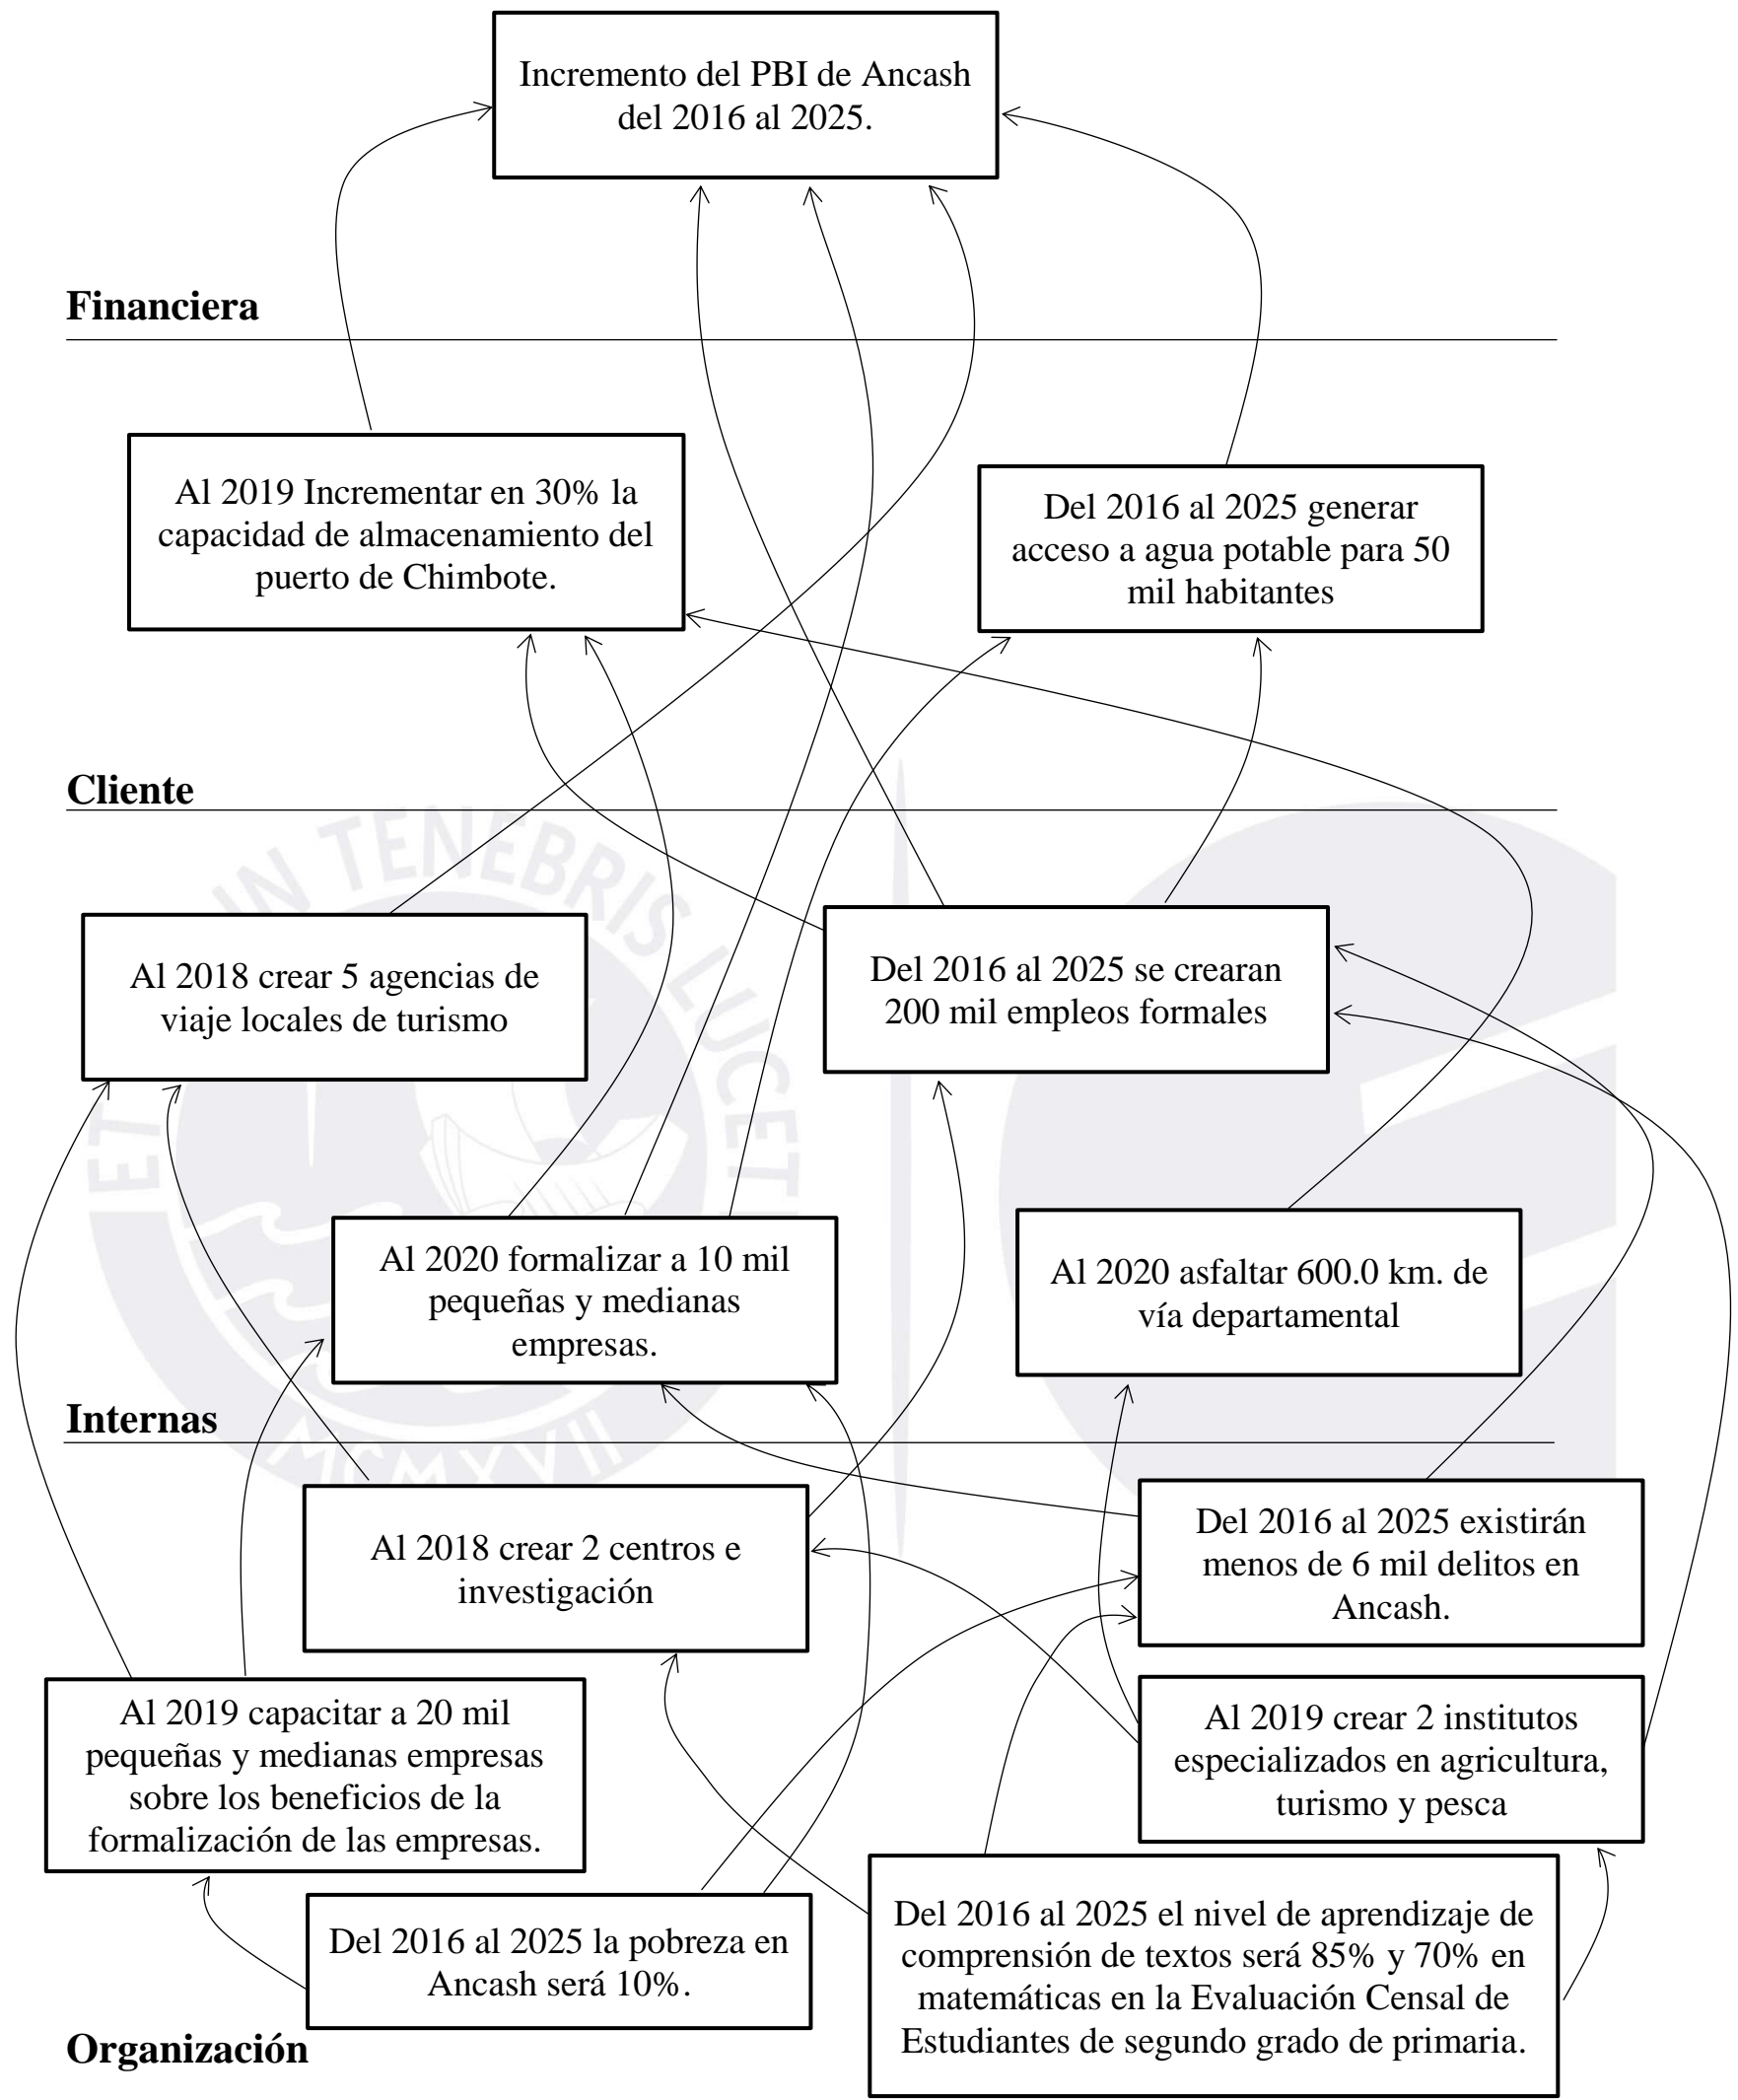 Incremento del PBI de Ancash
del 2016 al 2025.
Financiera
Al 2019 Incrementar en 30% la
capacidad de almacenamiento del
puerto de Chimbote.
Del 2016 al 2025 generar
acceso a agua potable para 50
mil habitantes
Cliente
Al 2018 crear 5 agencias de
viaje locales de turismo
Del 2016 al 2025 se crearan
200 mil empleos formales
Al 2020 formalizar a 10 mil
pequeñas y medianas
empresas.
Al 2020 asfaltar 600.0 km. de
vía departamental
Internas
Al 2018 crear 2 centros e
investigación
Del 2016 al 2025 existirán
menos de 6 mil delitos en
Ancash.
Al 2019 capacitar a 20 mil
pequeñas y medianas empresas
sobre los beneficios de la
formalización de las empresas.
Al 2019 crear 2 institutos
especializados en agricultura,
turismo y pesca
Del 2016 al 2025 la pobreza en
Ancash será 10%.
Del 2016 al 2025 el nivel de aprendizaje de
comprensión de textos será 85% y 70% en
matemáticas en la Evaluación Censal de
Estudiantes de segundo grado de primaria.
Organización
ET IN TENEBRIS LUCET
MCMXVII